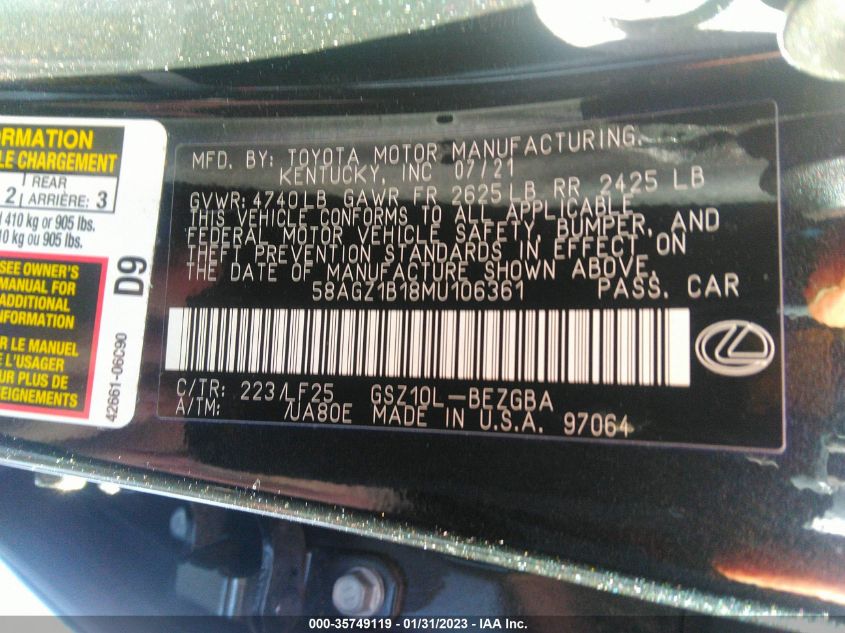 ORMATION
LE CHARGEMENT
2 REAR ARRIÈRE: 3
410 kg or 905 lbs.
10 kg ou 905 lbs.
SEE OWNER'S
MANUAL FOR
ADDITIONAL
INFORMATION
R LE MANUEL
L'USAGER
R PLUS DE
EIGNEMENTS
D9
42661-06C90
MFD. BY: TOYOTA MOTOR MANUFACTURING.
KENTUCKY, INC 07/21
GVWR: 4740LB GAWR FR 2625LB RR 2425 LB
THIS VEHICLE CONFORMS TO ALL APPLICABLE
FEDERAL MOTOR VEHICLE SAFETY, BUMPER, AND
THEFT PREVENTION STANDARDS IN EFFECT ON
THE DATE OF MANUFACTURE SHOWN ABOVE.
58AGZ1B18MU106361 PASS. CAR
C/TR: 223/LF25 GSZ10L-BEZGBA
A/TM: /UA80E MADE IN U.S.A. 97064
000-35749119 - 01/31/2023 - IAA Inc.